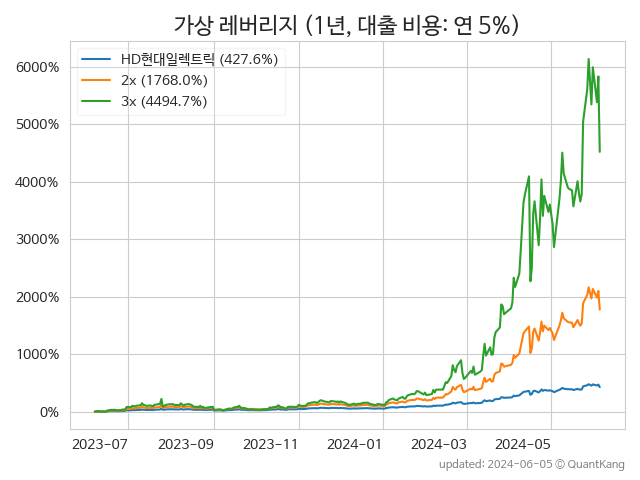 가상 레버리지 (1년, 대출 비용: 연 5%)
HD현대일렉트릭 (427.6%)
2x (1768.0%)
3x (4494.7%)
6000%
5000%
4000%
3000%
2000%
1000%
0%
2023-07 2023-09 2023-11 2024-01 2024-03 2024-05
updated: 2024-06-05 ⓒ QuantKang